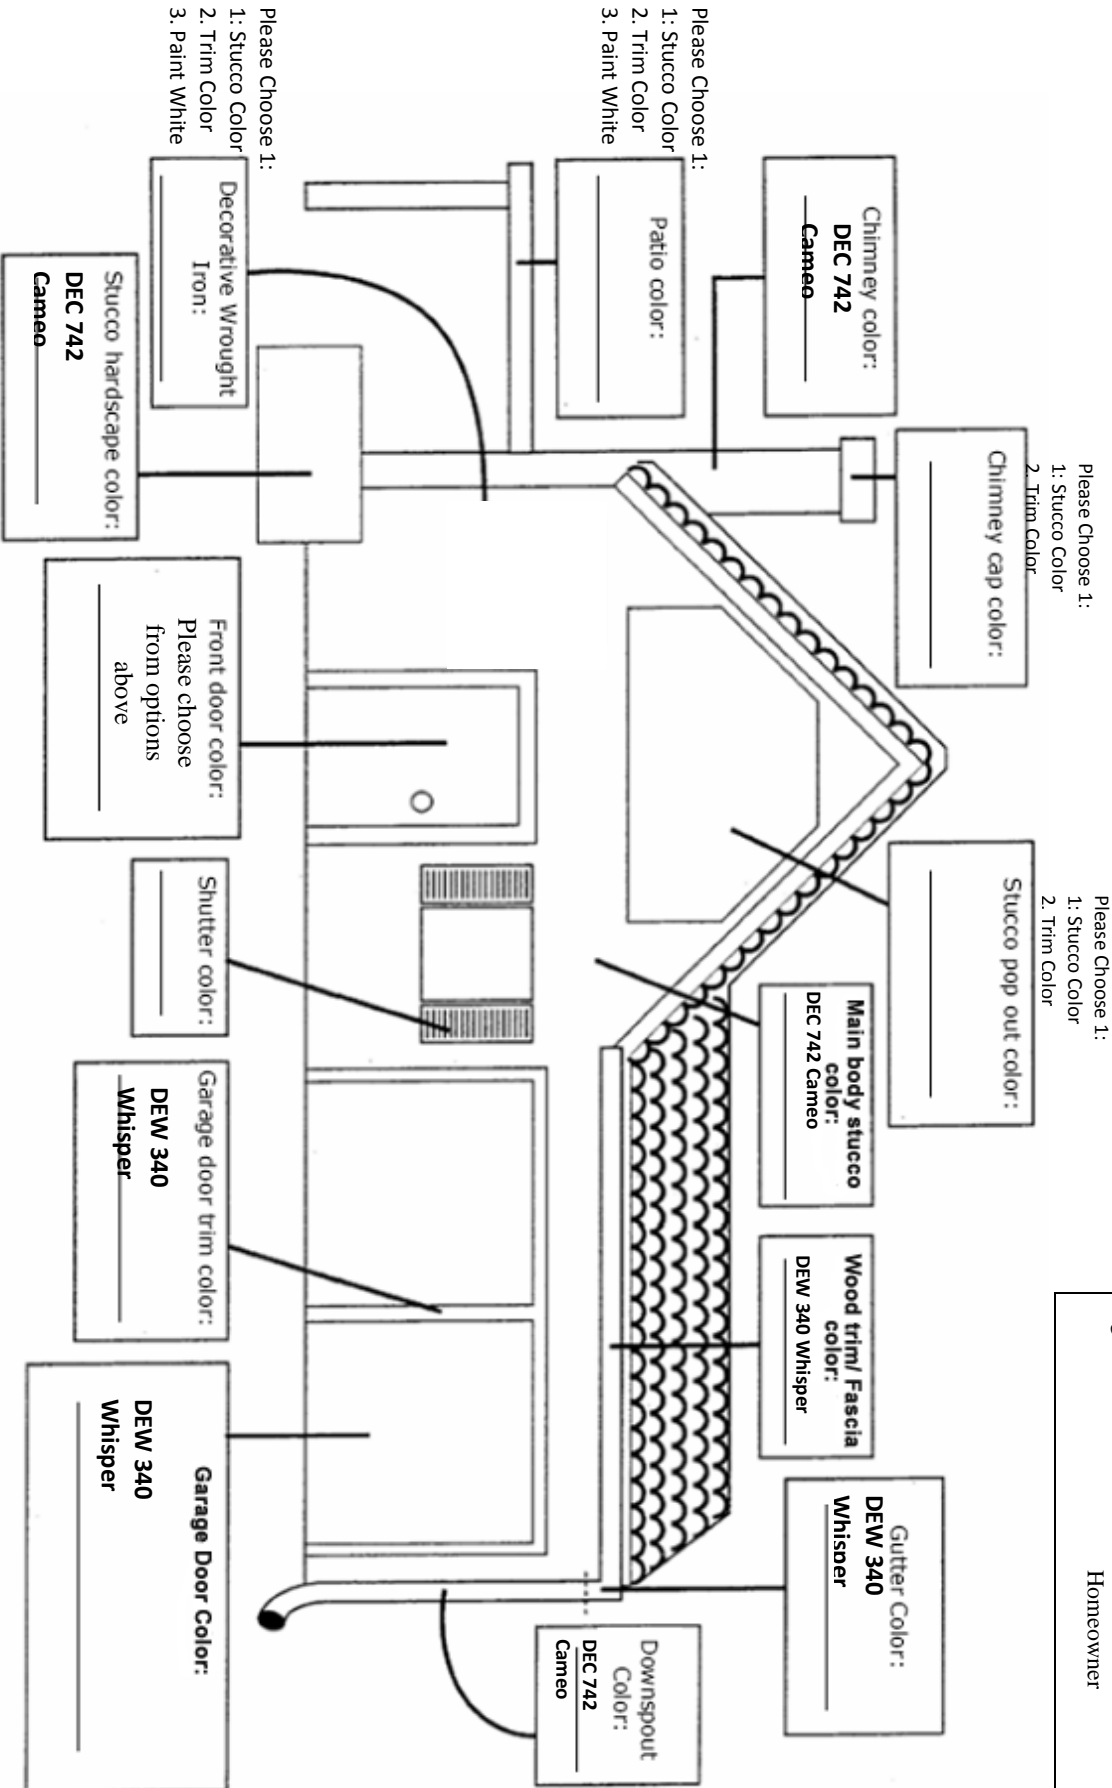 Homeowner
Please Choose 1:
1: Stucco Color
2. Trim Color
Please Choose 1:
1: Stucco Color
2. Trim Color
Chimney cap color:
Stucco pop out color:
Gutter Color:
DEW 340
Whisper
Chimney color:
DEC 742
Cameo
Main body stucco
color:
DEC 742 Cameo
Wood trim/ Fascia
color:
DEW 340 Whisper
Please Choose 1:
1: Stucco Color
2. Trim Color
3. Paint White
Patio color:
Downspout
Color:
DEC 742
Cameo
Please Choose 1:
1: Stucco Color
2. Trim Color
3. Paint White
Decorative Wrought
Iron:
Front door color:
Please choose
from options
above
Shutter color:
Garage door trim color:
DEW 340
Whisper
Garage Door Color:
DEW 340
Whisper
Stucco hardscape color:
DEC 742
Cameo